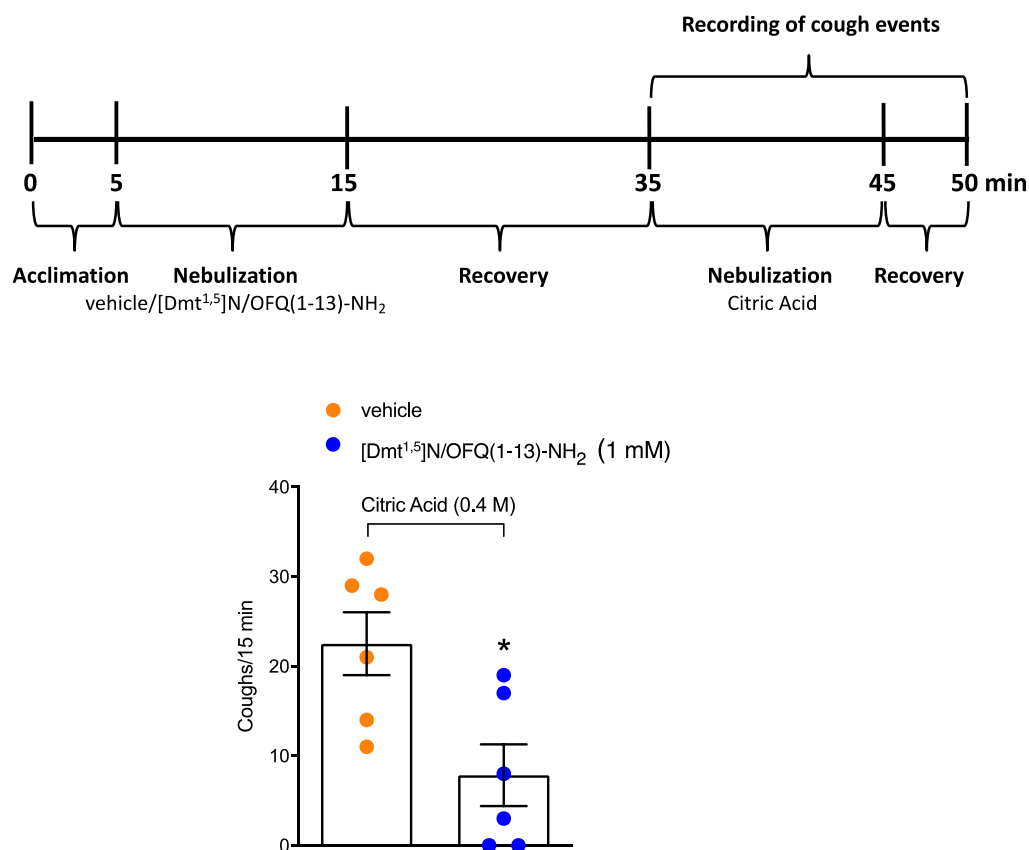 Recording of cough events
0 5 15 35 45 50 min
Acclimation Nebulization Recovery Nebulization Recovery
vehicle/[Dmt1,5]N/OFQ(1-13)-NH2 Citric Acid
vehicle
[Dmt1,5]N/OFQ(1-13)-NH2 (1 mM)
40
Citric Acid (0.4 M)
30
*
20
10
0
Coughs/15 min